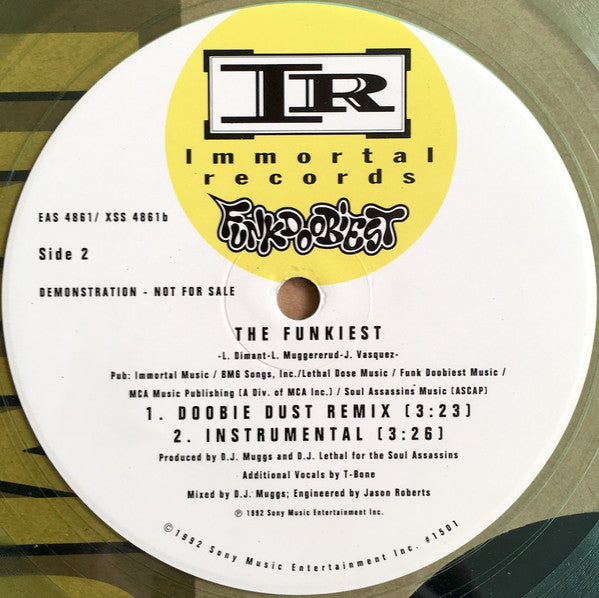 IR
Immortal
records
FUNKDOOBIEST
EAS 4861/ XSS 4861b
Side 2
DEMONSTRATION - NOT FOR SALE
THE FUNKIEST
-L. Dimant-L. Muggererud-J. Vasquez-
Pub: Immortal Music / BMG Songs, Inc./Lethal Dose Music / Funk Doobiest Music /
MCA Music Publishing (A Div. of MCA Inc.) / Soul Assassins Music (ASCAP)
1. DOOBIE DUST REMIX (3:23)
2. INSTRUMENTAL (3:26)
Produced by D.J. Muggs and D.J. Lethal for the Soul Assassins
Additional Vocals by T-Bone
Mixed by D.J. Muggs; Engineered by Jason Roberts
℗ 1992 Sony Music Entertainment Inc.
©1992 Sony Music Entertainment Inc. #1501